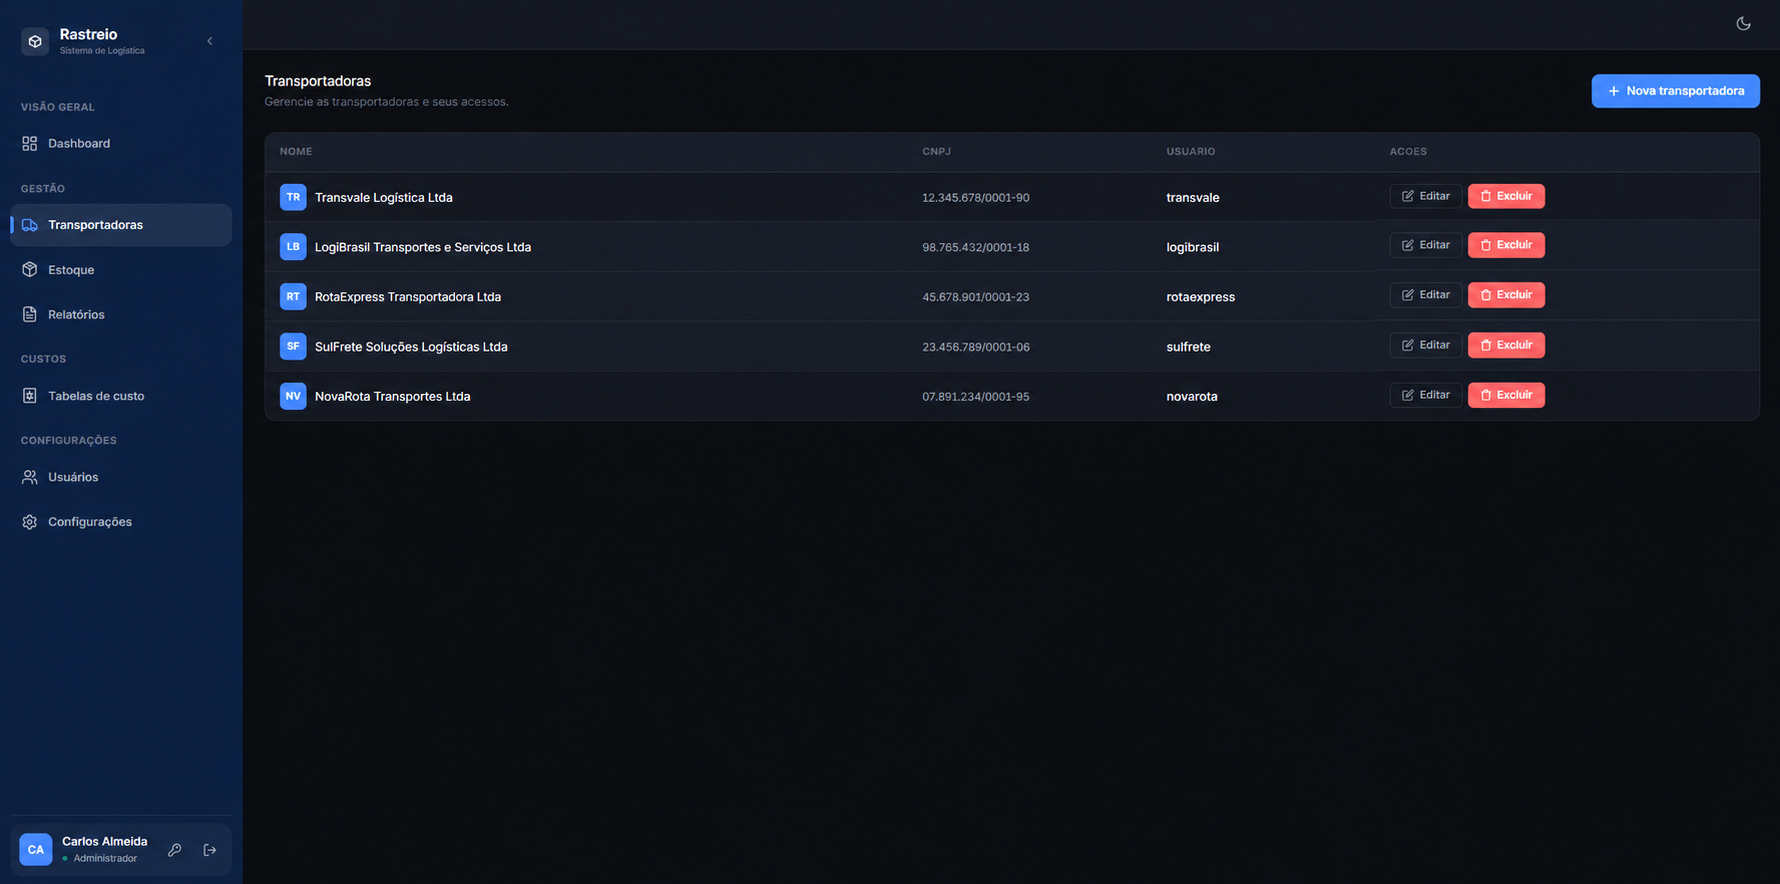 Rastreio
Sistema de Logística
VISÃO GERAL
Dashboard
GESTÃO
Transportadoras
Estoque
Relatórios
CUSTOS
Tabelas de custo
CONFIGURAÇÕES
Usuários
Configurações
CA Carlos Almeida
Administrador
Transportadoras
Gerencie as transportadoras e seus acessos.
+ Nova transportadora
NOME CNPJ USUARIO ACOES
TR Transvale Logística Ltda 12.345.678/0001-90 transvale Editar Excluir
LB LogiBrasil Transportes e Serviços Ltda 98.765.432/0001-18 logibrasil Editar Excluir
RT RotaExpress Transportadora Ltda 45.678.901/0001-23 rotaexpress Editar Excluir
SF SulFrete Soluções Logísticas Ltda 23.456.789/0001-06 sulfrete Editar Excluir
NV NovaRota Transportes Ltda 07.891.234/0001-95 novarota Editar Excluir